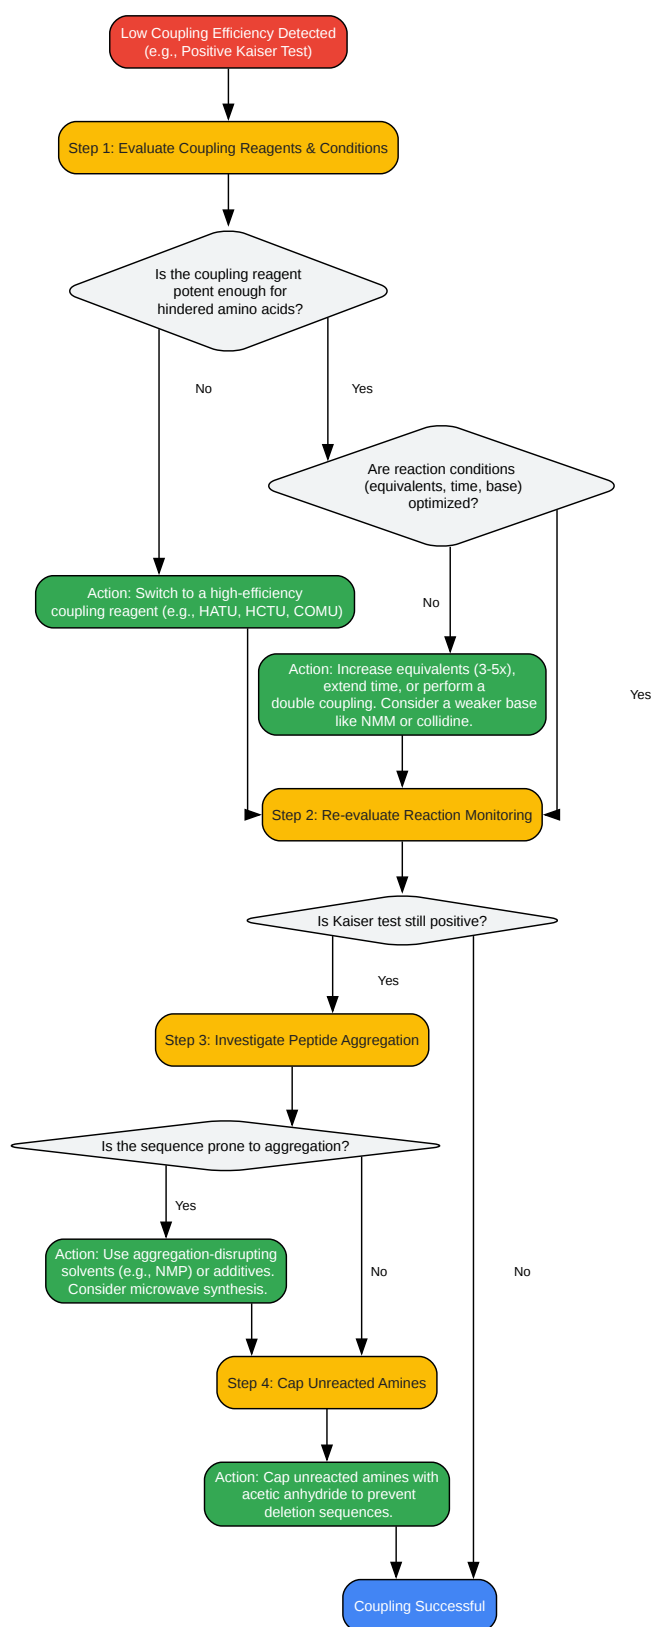 Low Coupling Efficiency Detected
(e.g., Positive Kaiser Test)
Step 1: Evaluate Coupling Reagents & Conditions
Is the coupling reagent
potent enough for
hindered amino acids?
No
Yes
Are reaction conditions
(equivalents, time, base)
optimized?
Action: Switch to a high-efficiency
coupling reagent (e.g., HATU, HCTU, COMU)
No
Action: Increase equivalents (3-5x),
extend time, or perform a
double coupling. Consider a weaker base
like NMM or collidine.
Yes
Step 2: Re-evaluate Reaction Monitoring
Is Kaiser test still positive?
Yes
Step 3: Investigate Peptide Aggregation
Is the sequence prone to aggregation?
Yes
Action: Use aggregation-disrupting
solvents (e.g., NMP) or additives.
Consider microwave synthesis.
No
No
Step 4: Cap Unreacted Amines
Action: Cap unreacted amines with
acetic anhydride to prevent
deletion sequences.
Coupling Successful